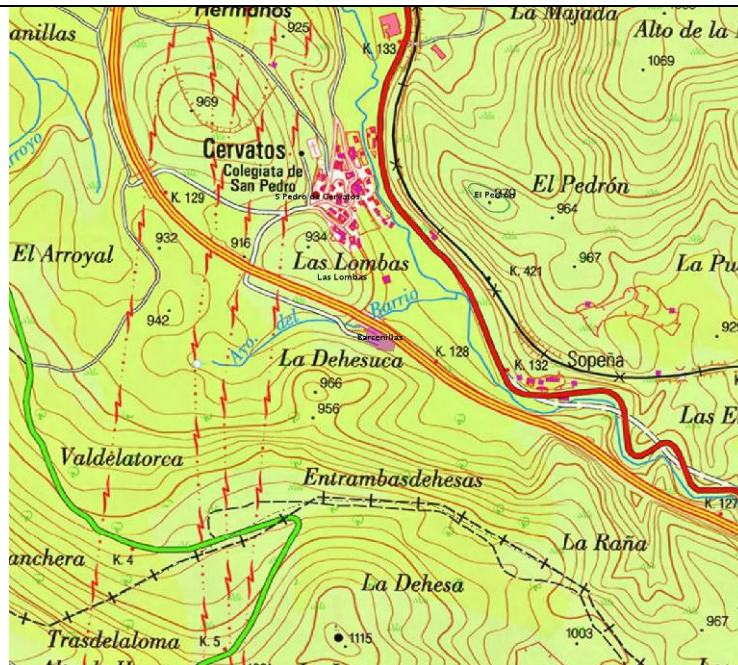 Hermanos
925
anillas
K. 133
La Majada
Alto de la
1069
969
Cervatos
Colegiata de
San Pedro
S Pedro de Cervatos
rroyo
K. 129
El Pedrón
964
El Arroyal
932
916
934
Las Lombas
Las Lombas
967
La Pu
K. 421
942
Ayo. del Barrio
Barcenillas
La Dehesuca
K. 128
K. 132
Sopeña
966
956
Las E
Valdelatorca
Entrambasdehesas
K. 127
anchera
K. 4
La Raña
La Dehesa
Trasdelaloma
K. 5
1115
1003
967